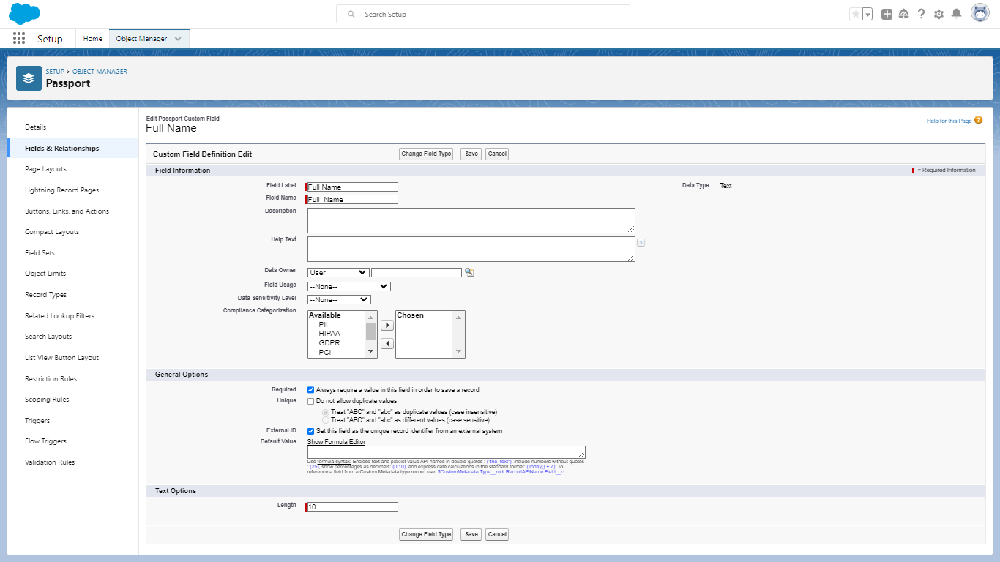 Search Setup
Setup
Home
Object Manager
SETUP > OBJECT MANAGER
Passport
Details
Fields & Relationships
Page Layouts
Lightning Record Pages
Buttons, Links, and Actions
Compact Layouts
Field Sets
Object Limits
Record Types
Related Lookup Filters
Search Layouts
List View Button Layout
Restriction Rules
Scoping Rules
Triggers
Flow Triggers
Validation Rules
Edit Passport Custom Field
Full Name
Help for this Page ?
Custom Field Definition Edit
Change Field Type Save Cancel
Field Information
= Required Information
Field Label Full Name
Data Type Text
Field Name Full_Name
Description
Help Text
i
Data Owner User
Field Usage --None--
Data Sensitivity Level --None--
Compliance Categorization
Available
PII
HIPAA
GDPR
PCI
Chosen
General Options
Required Always require a value in this field in order to save a record
Unique Do not allow duplicate values
Treat "ABC" and "abc" as duplicate values (case insensitive)
Treat "ABC" and "abc" as different values (case sensitive)
External ID Set this field as the unique record identifier from an external system
Default Value Show Formula Editor
Use formula syntax: Enclose text and picklist value API names in double quotes : ("the_text"), include numbers without quotes
: (25), show percentages as decimals: (0.10), and express date calculations in the standard format: (Today() + 7), To
reference a field from a Custom Metadata type record use: $CustomMetadata.Type__mdt.RecordAPIName.Field__c
Text Options
Length 10
Change Field Type Save Cancel